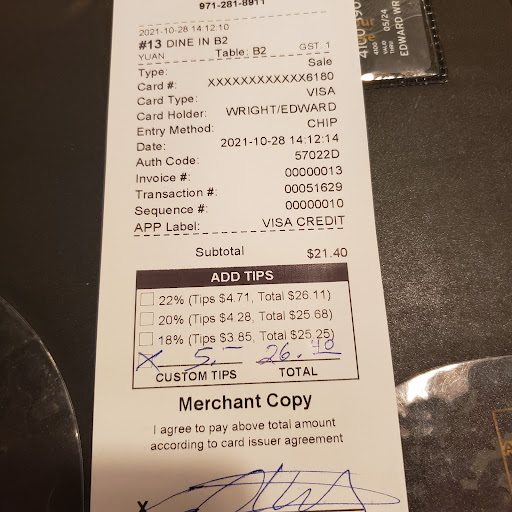 971-281-8911
2021-10-28 14:12:10
#13 DINE IN B2
YUAN Table: B2 GST. 1
Type: Sale
Card #: XXXXXXXXXXXX6180
Card Type: VISA
Card Holder: WRIGHT/EDWARD
Entry Method: CHIP
Date: 2021-10-28 14:12:14
Auth Code: 57022D
Invoice #: 00000013
Transaction #: 00051629
Sequence #: 00000010
APP Label: VISA CREDIT
Subtotal $21.40
ADD TIPS
22% (Tips $4.71, Total $26.11)
20% (Tips $4.28, Total $25.68)
18% (Tips $3.85, Total $25.25)
X 5.— 26.40
CUSTOM TIPS TOTAL
Merchant Copy
I agree to pay above total amount
according to card issuer agreement
X
4100
05/24
EDWARD WR